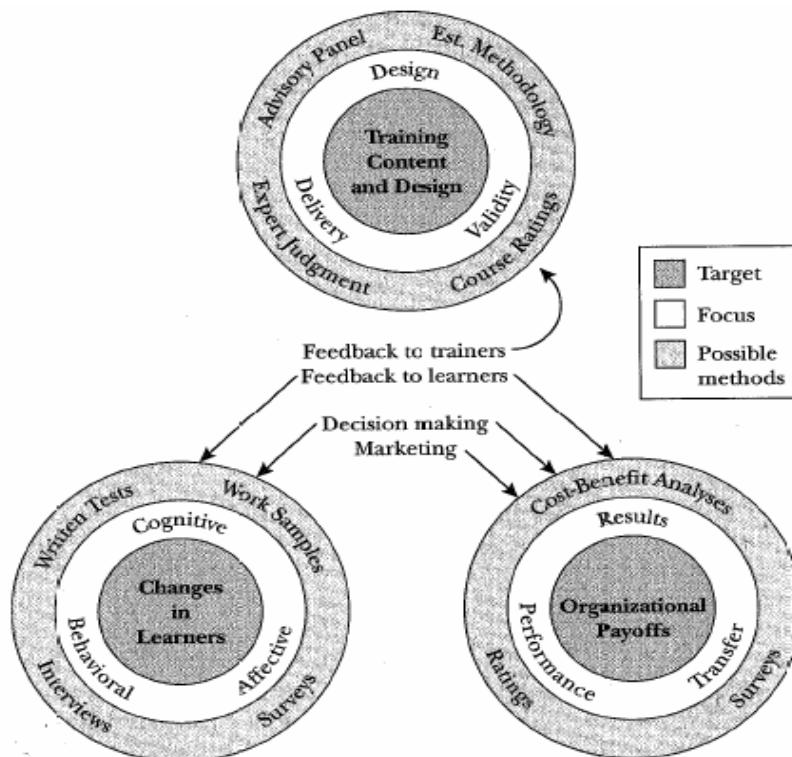 Advisory Panel
Est. Methodology
Design
Training
Content
and Design
Delivery
Validity
Expert Judgment
Course Ratings
Target
Focus
Possible
methods
Feedback to trainers
Feedback to learners
Decision making
Marketing
Written Tests
Work Samples
Cognitive
Changes
in
Learners
Behavioral
Affective
Interviews
Surveys
Cost-Benefit Analyses
Results
Organizational
Payoffs
Performance
Transfer
Ratings
Surveys